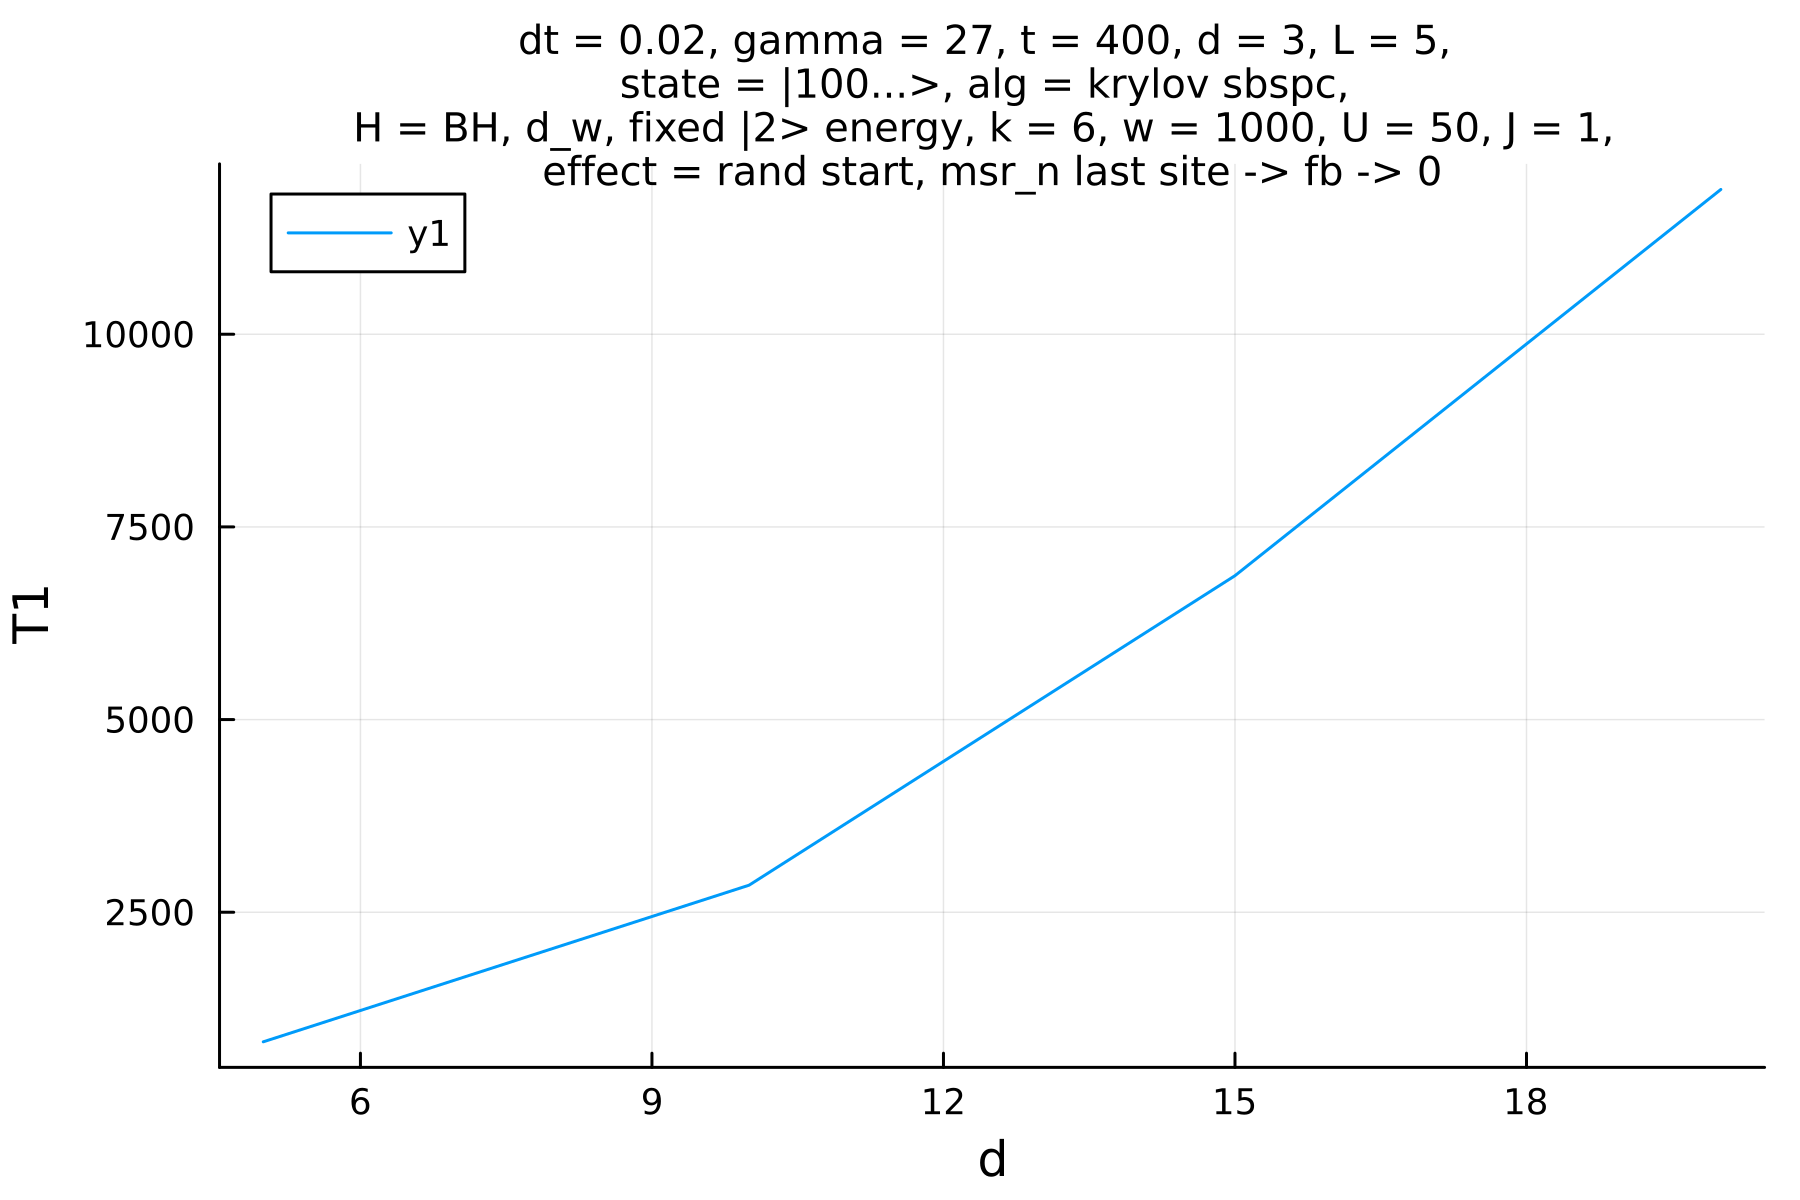 dt = 0.02, gamma = 27, t = 400, d = 3, L = 5,
state = |100...>, alg = krylov sbspc,
H = BH, d_w, fixed |2> energy, k = 6, w = 1000, U = 50, J = 1,
effect = rand start, msr_n last site -> fb -> 0
y1
10000
7500
5000
2500
T1
6 9 12 15 18
d